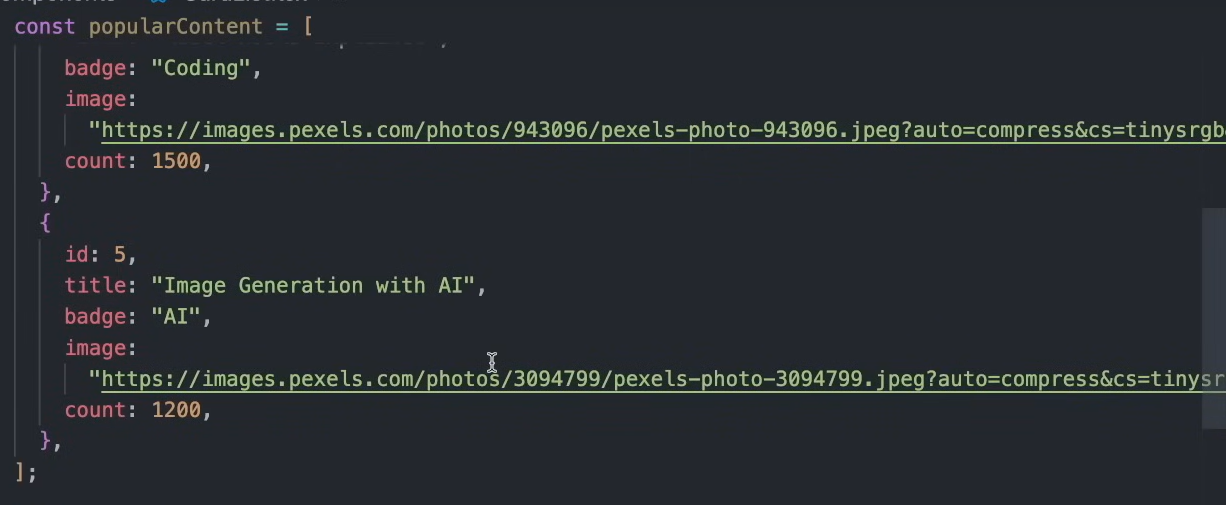 const popularContent = [
badge: "Coding",
image:
"https://images.pexels.com/photos/943096/pexels-photo-943096.jpeg?auto=compress&cs=tinysrgb
count: 1500,
},
{
id: 5,
title: "Image Generation with AI",
badge: "AI",
image:
"https://images.pexels.com/photos/3094799/pexels-photo-3094799.jpeg?auto=compress&cs=tinysr
count: 1200,
},
];